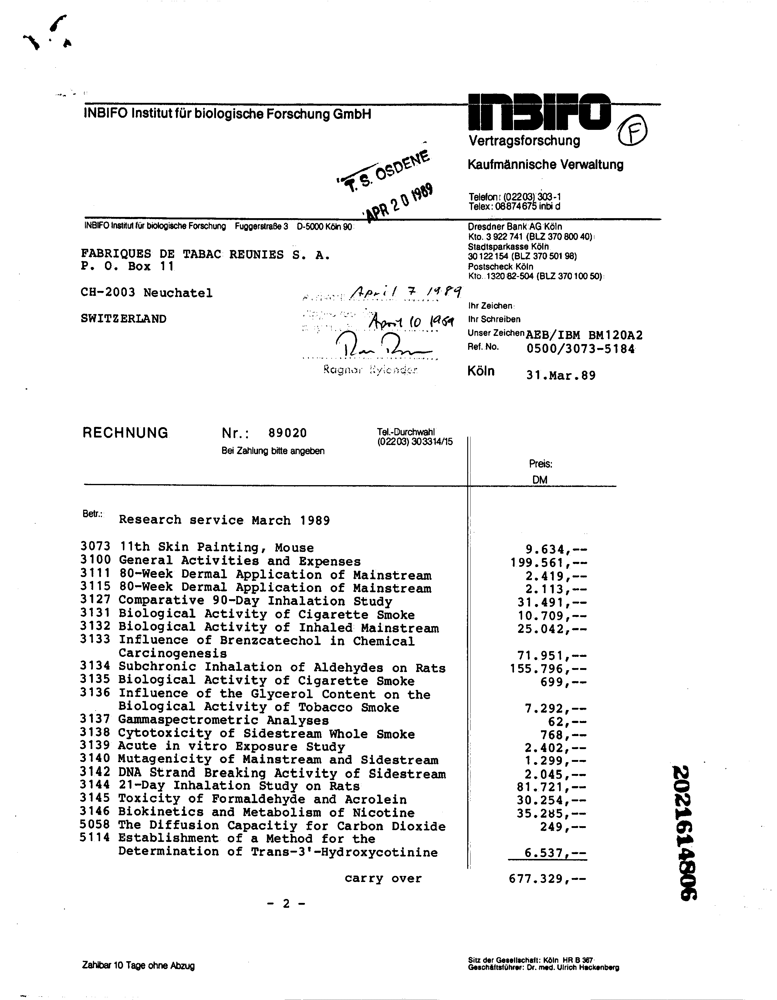 INBIFO Institut für biologische Forschung GmbH
INBIFO
F
Vertragsforschung
Kaufmännische Verwaltung
T. S. OSDENE
APR 20 1989
Telefon: (02203) 303-1
Telex: 08874675 inbi d
INBIFO Institut für biologische Forschung Fuggerstraße 3 D-5000 Köln 90
Dresdner Bank AG Köln
Kto. 3 922 741 (BLZ 370 800 40)
Stadtsparkasse Köln
30 122 154 (BLZ 370 501 98)
Postscheck Köln
Kto. 1320 82-504 (BLZ 370 100 50)
FABRIQUES DE TABAC REUNIES S. A.
P. O. Box 11
CH-2003 Neuchatel
April 7 1989
SWITZERLAND
April 10 1989
Ragnar Rylander
Ihr Zeichen
Ihr Schreiben
Unser Zeichen AEB/IBM BM120A2
Ref. No. 0500/3073-5184
Köln 31.Mar.89
RECHNUNG Nr.: 89020
Bei Zahlung bitte angeben
Tel.-Durchwahl
(02203) 303314/15
Preis:
DM
Betr.: Research service March 1989
3073 11th Skin Painting, Mouse 9.634,--
3100 General Activities and Expenses 199.561,--
3111 80-Week Dermal Application of Mainstream 2.419,--
3115 80-Week Dermal Application of Mainstream 2.113,--
3127 Comparative 90-Day Inhalation Study 31.491,--
3131 Biological Activity of Cigarette Smoke 10.709,--
3132 Biological Activity of Inhaled Mainstream 25.042,--
3133 Influence of Brenzcatechol in Chemical
Carcinogenesis 71.951,--
3134 Subchronic Inhalation of Aldehydes on Rats 155.796,--
3135 Biological Activity of Cigarette Smoke 699,--
3136 Influence of the Glycerol Content on the
Biological Activity of Tobacco Smoke 7.292,--
3137 Gammaspectrometric Analyses 62,--
3138 Cytotoxicity of Sidestream Whole Smoke 768,--
3139 Acute in vitro Exposure Study 2.402,--
3140 Mutagenicity of Mainstream and Sidestream 1.299,--
3142 DNA Strand Breaking Activity of Sidestream 2.045,--
3144 21-Day Inhalation Study on Rats 81.721,--
3145 Toxicity of Formaldehyde and Acrolein 30.254,--
3146 Biokinetics and Metabolism of Nicotine 35.285,--
5058 The Diffusion Capacitiy for Carbon Dioxide 249,--
5114 Establishment of a Method for the
Determination of Trans-3'-Hydroxycotinine 6.537,--
carry over 677.329,--
- 2 -
2021614806
Zahlbar 10 Tage ohne Abzug
Sitz der Gesellschaft: Köln HR B 367
Geschäftsführer: Dr. med. Ulrich Hackenberg